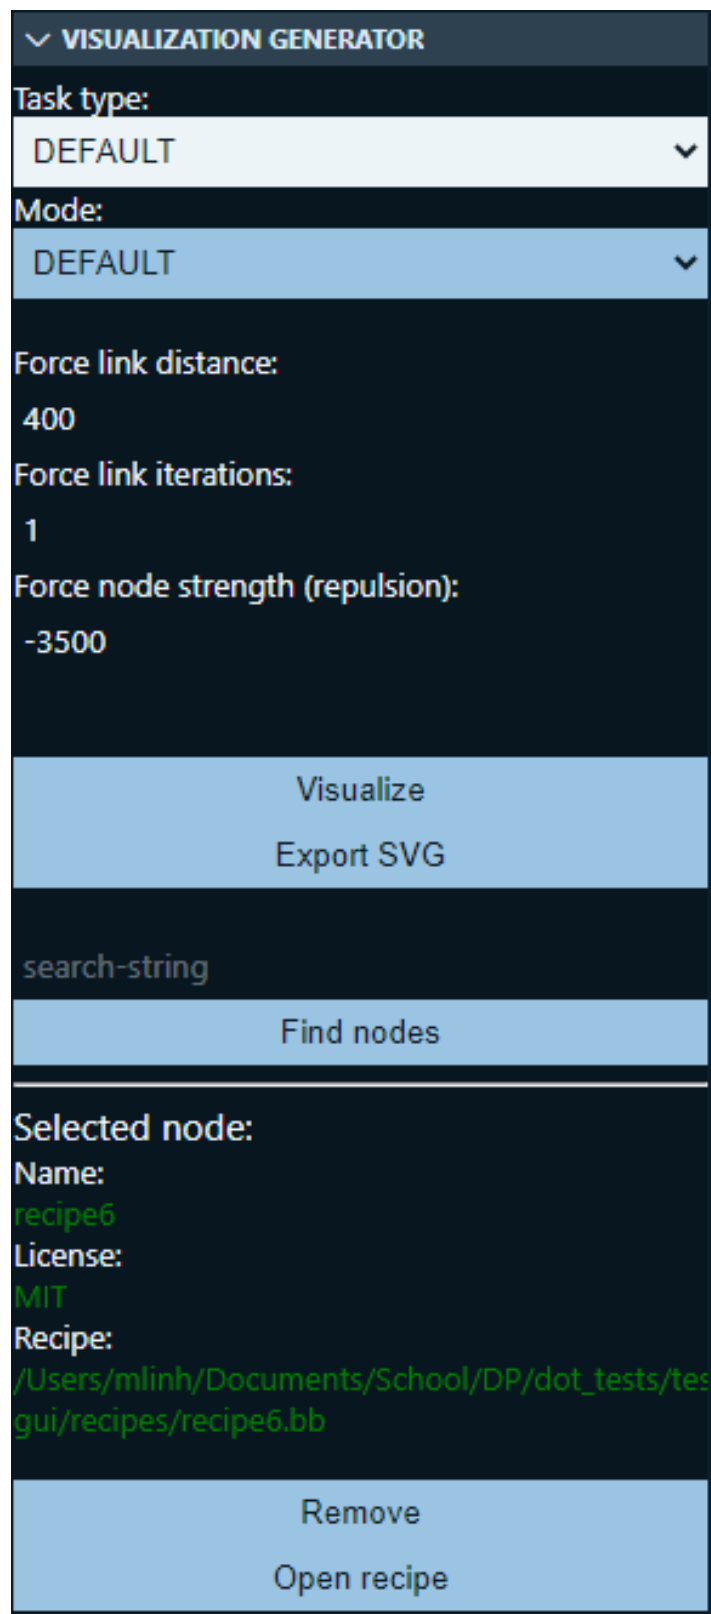 VISUALIZATION GENERATOR
Task type:
DEFAULT
Mode:
DEFAULT
Force link distance:
400
Force link iterations:
1
Force node strength (repulsion):
-3500
Visualize
Export SVG
search-string
Find nodes
Selected node:
Name:
recipe6
License:
MIT
Recipe:
/Users/mlinh/Documents/School/DP/dot_tests/tes
gui/recipes/recipe6.bb
Remove
Open recipe